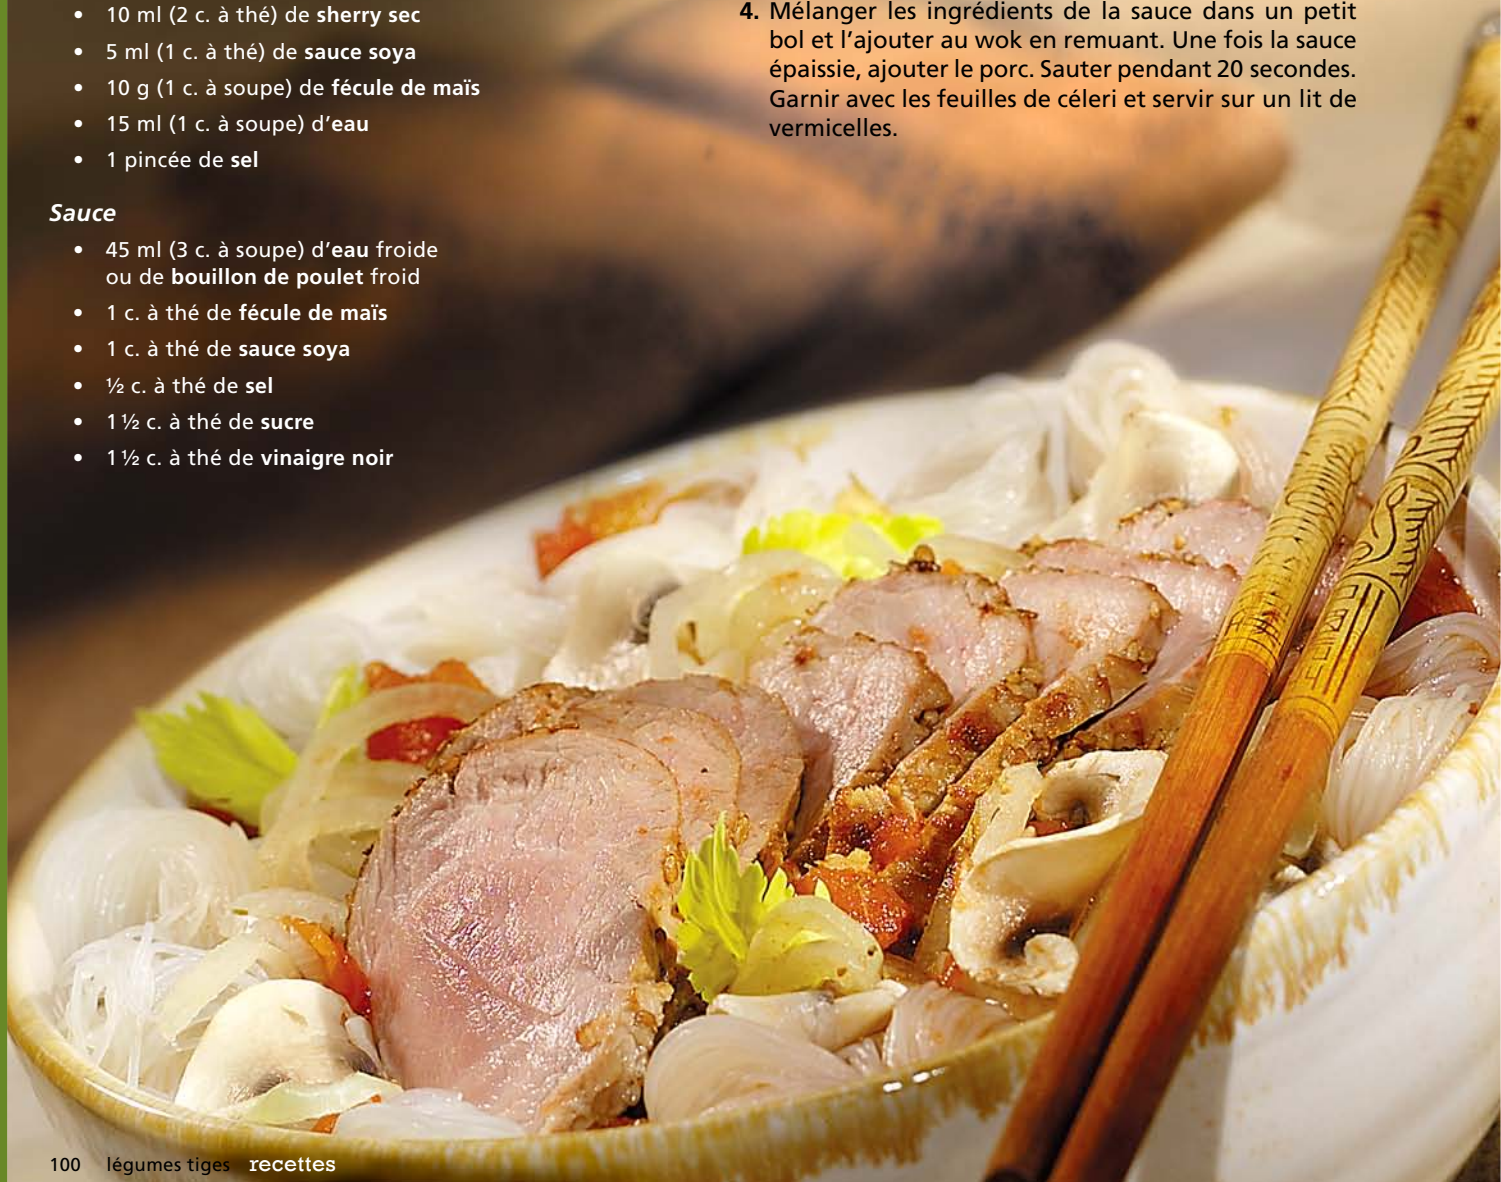 • 10 ml (2 c. à thé) de sherry sec
• 5 ml (1 c. à thé) de sauce soya
• 10 g (1 c. à soupe) de fécule de maïs
• 15 ml (1 c. à soupe) d’eau
• 1 pincée de sel
Sauce
• 45 ml (3 c. à soupe) d’eau froide
ou de bouillon de poulet froid
• 1 c. à thé de fécule de maïs
• 1 c. à thé de sauce soya
• ½ c. à thé de sel
• 1 ½ c. à thé de sucre
• 1 ½ c. à thé de vinaigre noir
4. Mélanger les ingrédients de la sauce dans un petit
bol et l’ajouter au wok en remuant. Une fois la sauce
épaissie, ajouter le porc. Sauter pendant 20 secondes.
Garnir avec les feuilles de céleri et servir sur un lit de
vermicelles.
100 légumes tiges recettes